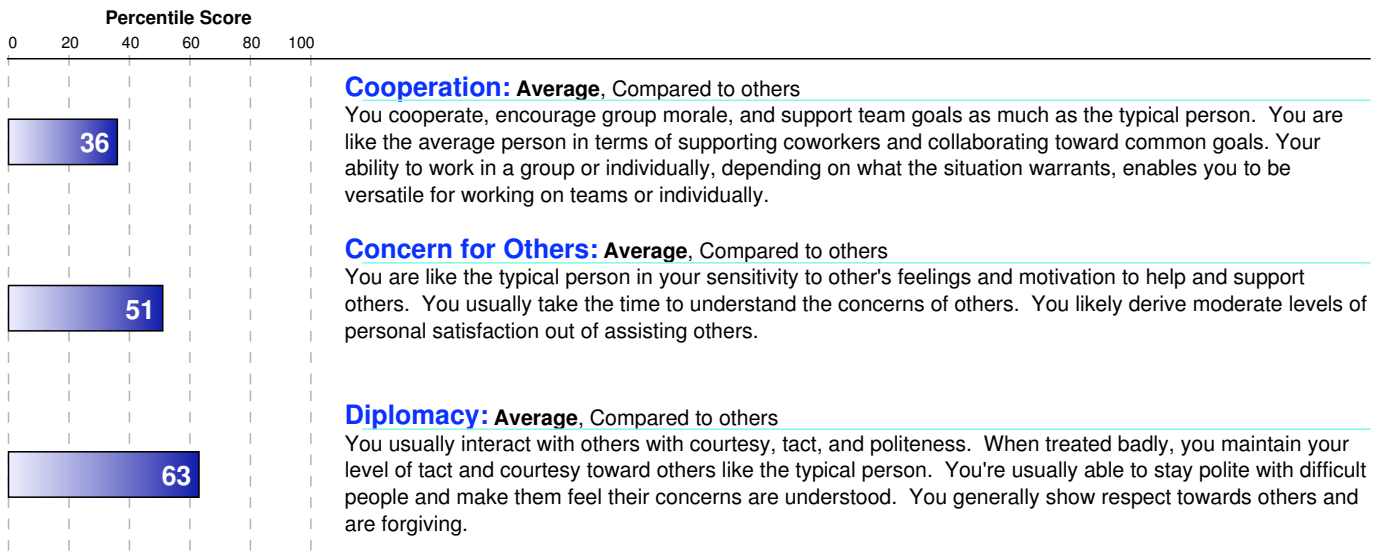 Percentile Score
0 20 40 60 80 100
Cooperation: Average, Compared to others
You cooperate, encourage group morale, and support team goals as much as the typical person.  You are
like the average person in terms of supporting coworkers and collaborating toward common goals. Your
ability to work in a group or individually, depending on what the situation warrants, enables you to be
versatile for working on teams or individually.
36
Concern for Others: Average, Compared to others
You are like the typical person in your sensitivity to other's feelings and motivation to help and support
others.  You usually take the time to understand the concerns of others.  You likely derive moderate levels of
personal satisfaction out of assisting others.
51
Diplomacy: Average, Compared to others
You usually interact with others with courtesy, tact, and politeness.  When treated badly, you maintain your
level of tact and courtesy toward others like the typical person.  You're usually able to stay polite with difficult
people and make them feel their concerns are understood.  You generally show respect towards others and
are forgiving.
63